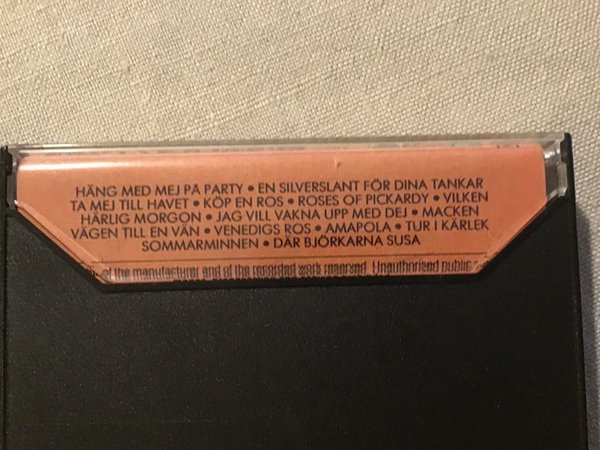 HÄNG MED MEJ PÅ PARTY • EN SILVERSLANT FÖR DINA TANKAR
TA MEJ TILL HAVET • KÖP EN ROS • ROSES OF PICKARDY • VILKEN
HÄRLIG MORGON • JAG VILL VAKNA UPP MED DEJ • MACKEN
VÄGEN TILL EN VÄN • VENEDIGS ROS • AMAPOLA • TUR I KÄRLEK
SOMMARMINNEN • DÄR BJÖRKARNA SUSA
of the manufacturer and of the recorded work reserved. Unauthorised public